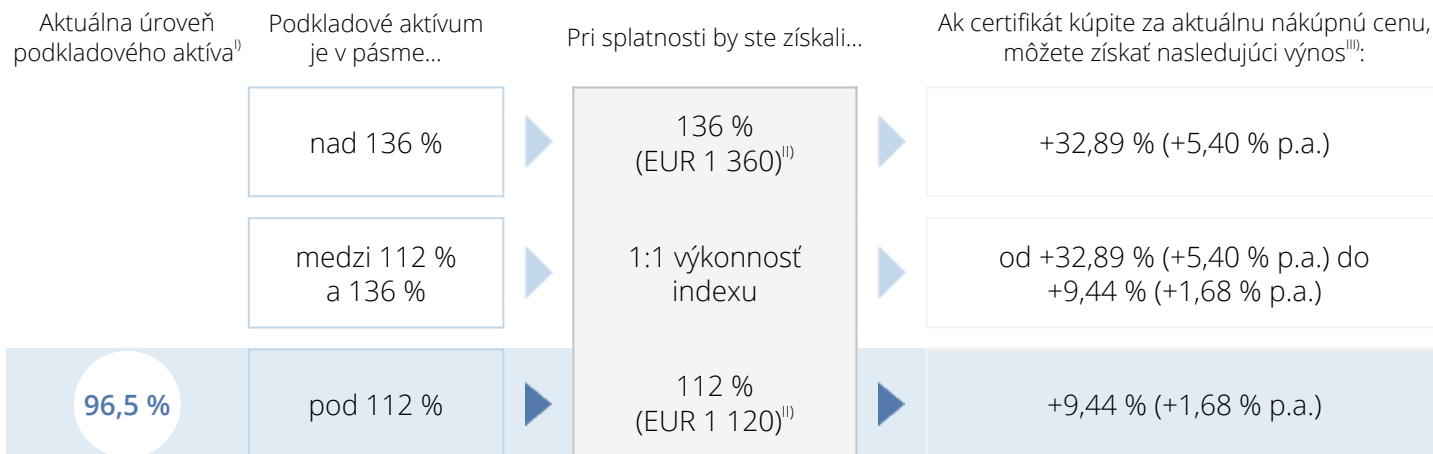 Aktuálna úroveň
podkladového aktíva^I)
Podkladové aktívum
je v pásme...
Pri splatnosti by ste získali...
Ak certifikát kúpite za aktuálnu nákupnú cenu,
môžete získať nasledujúci výnos^III):
nad 136 %
136 %
(EUR 1 360)^II)
+32,89 % (+5,40 % p.a.)
medzi 112 %
a 136 %
1:1 výkonnosť
indexu
od +32,89 % (+5,40 % p.a.) do
+9,44 % (+1,68 % p.a.)
96,5 %
pod 112 %
112 %
(EUR 1 120)^II)
+9,44 % (+1,68 % p.a.)